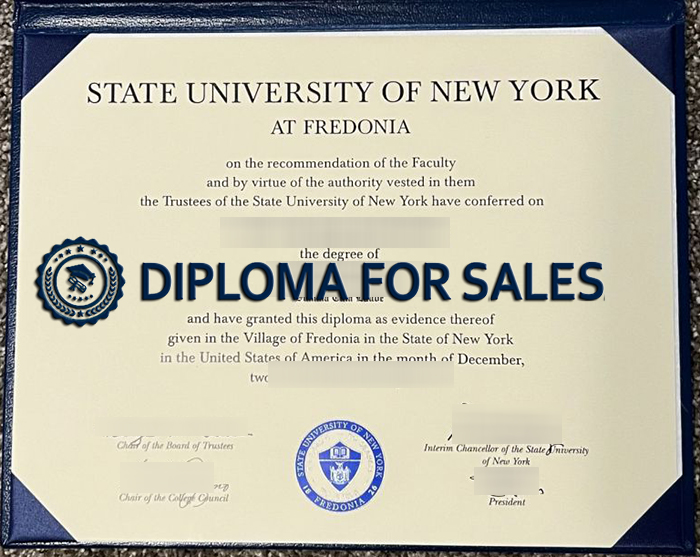 STATE UNIVERSITY OF NEW YORK
AT FREDONIA
on the recommendation of the Faculty
and by virtue of the authority vested in them
the Trustees of the State University of New York have conferred on
the degree of
DIPLOMA FOR SALES
and have granted this diploma as evidence thereof
given in the Village of Fredonia in the State of New York
in the United States of America in the month of December,
Chair of the Board of Trustees
Interim Chancellor of the State University
of New York
Chair of the College Council
President
STATE UNIVERSITY OF NEW YORK
18 FREDONIA 26